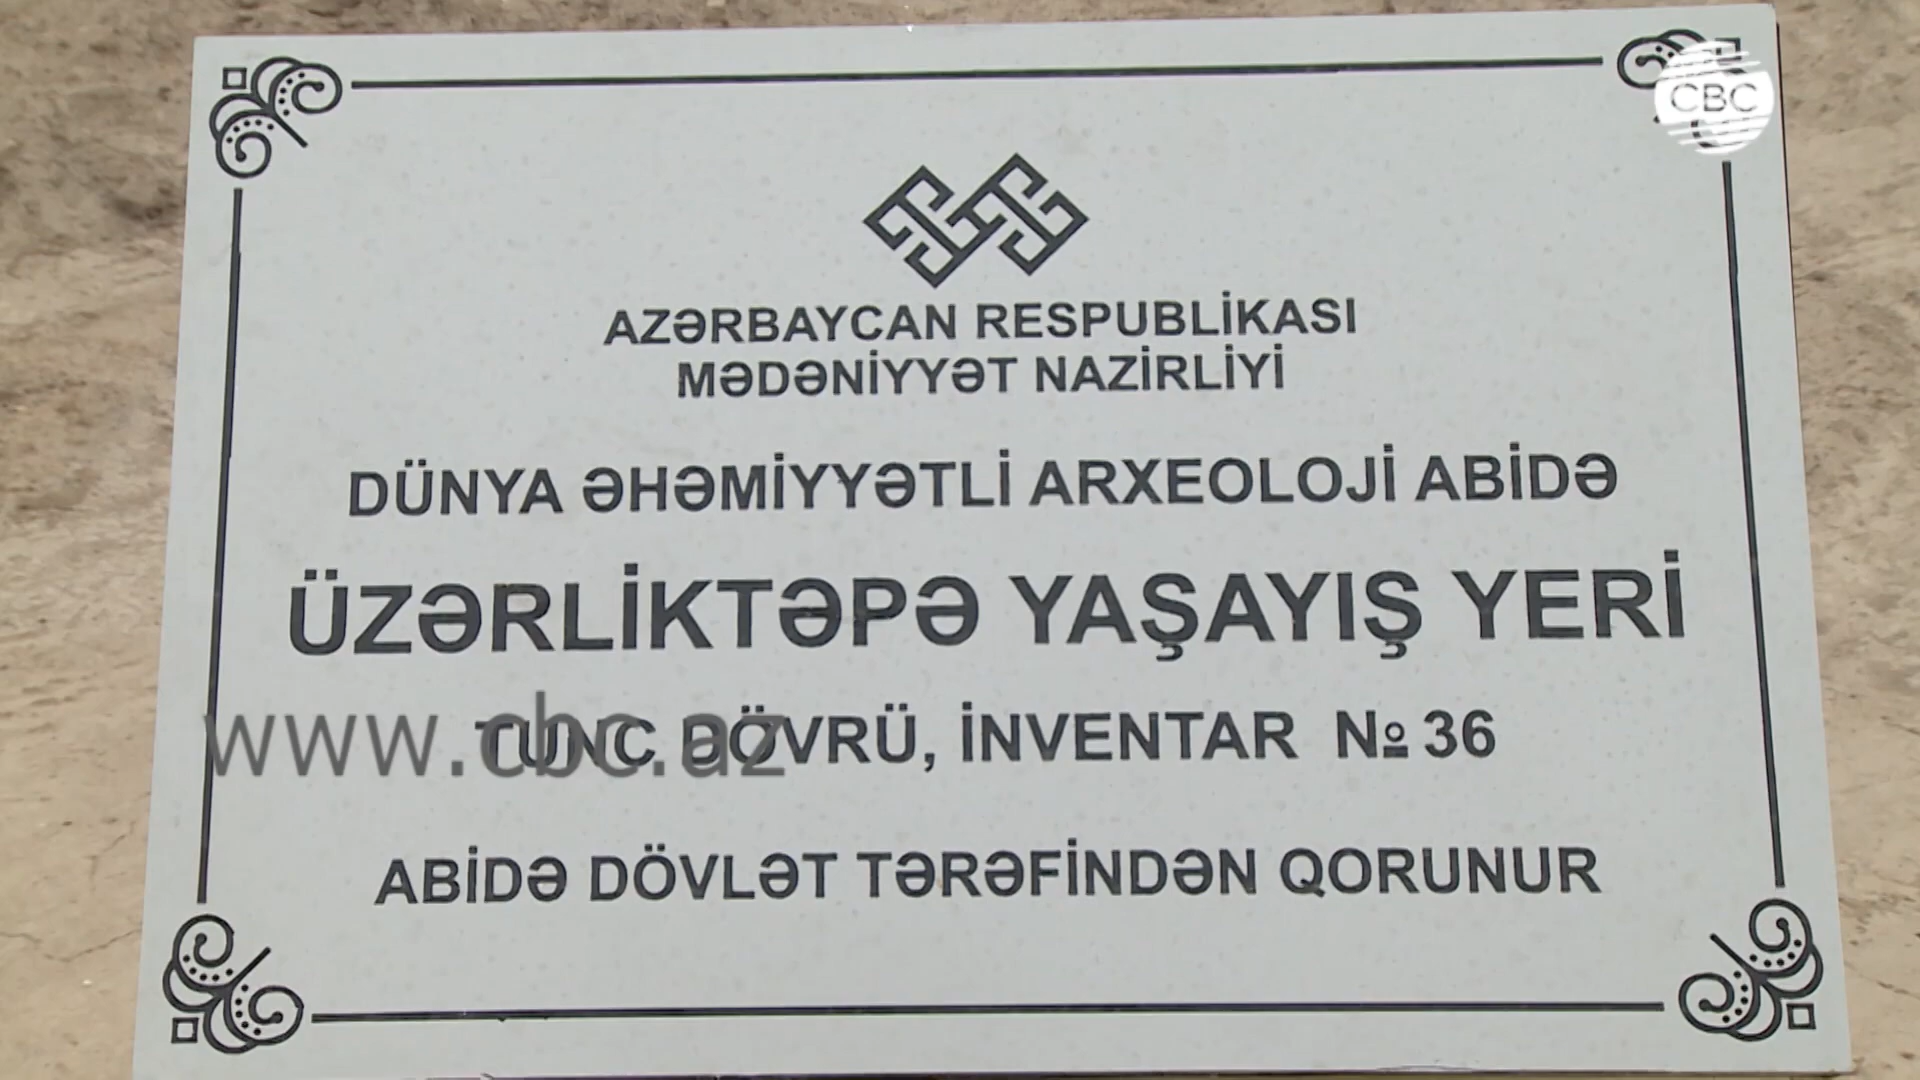 CBC
AZƏRBAYCAN RESPUBLİKASI
MƏDƏNİYYƏT NAZİRLİYİ
DÜNYA ƏHƏMİYYƏTLİ ARXEOLOJİ ABİDƏ
ÜZƏRLİKTƏPƏ YAŞAYIŞ YERİ
TUNC DÖVRÜ, İNVENTAR № 36
www.cbc.az
ABİDƏ DÖVLƏT TƏRƏFİNDƏN QORUNUR